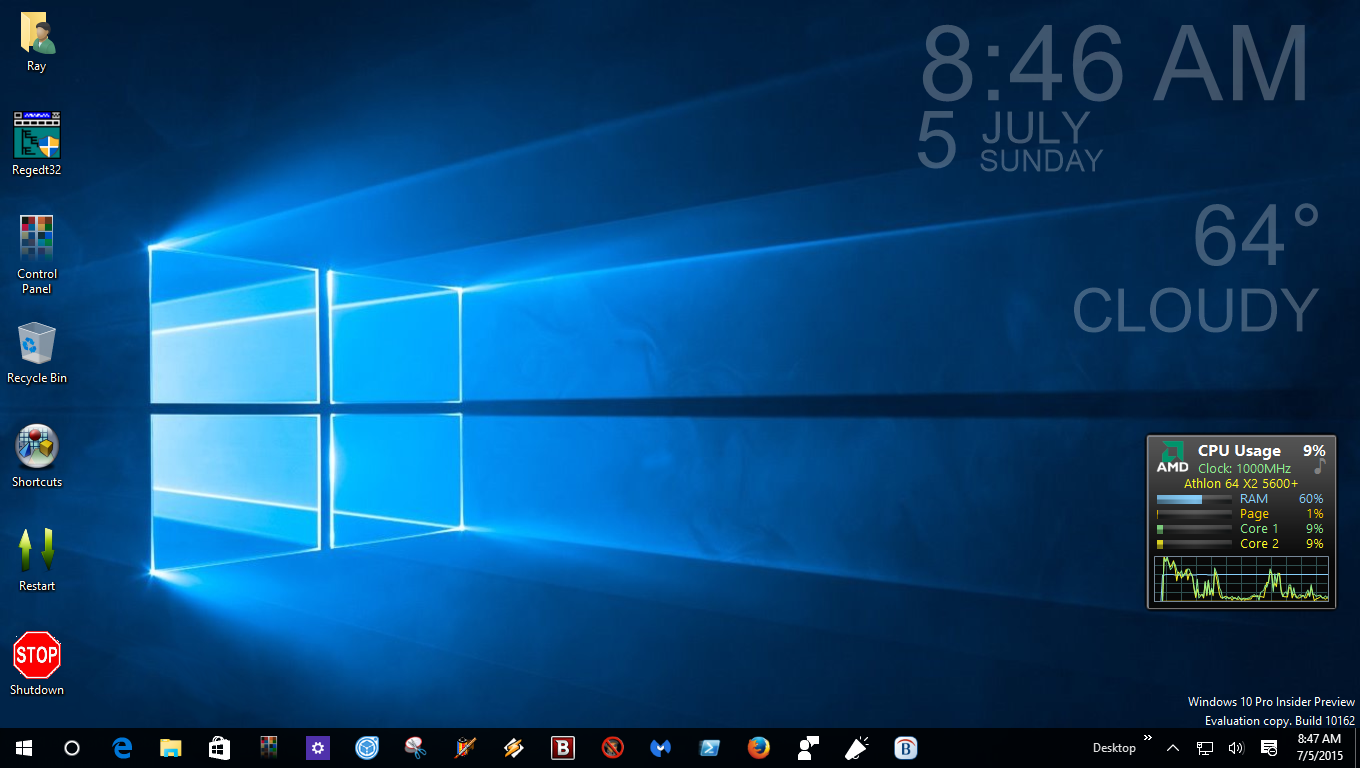 Ray
Regedt32
Control
Panel
Recycle Bin
Shortcuts
Restart
STOP
Shutdown
8:46 AM
5 JULY
SUNDAY
64°
CLOUDY
AMD
CPU Usage 9%
Clock: 1000MHz
Athlon 64 X2 5600+
RAM 60%
Page 1%
Core 1 9%
Core 2 9%
Windows 10 Pro Insider Preview
Evaluation copy. Build 10162
B
B
Desktop
8:47 AM
7/5/2015